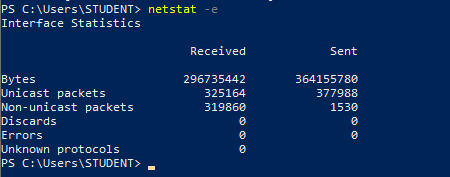 PS C:\Users\STUDENT> netstat -e
Interface Statistics
Received Sent
Bytes 296735442 364155780
Unicast packets 325164 377988
Non-unicast packets 319860 1530
Discards 0 0
Errors 0 0
Unknown protocols 0
PS C:\Users\STUDENT>